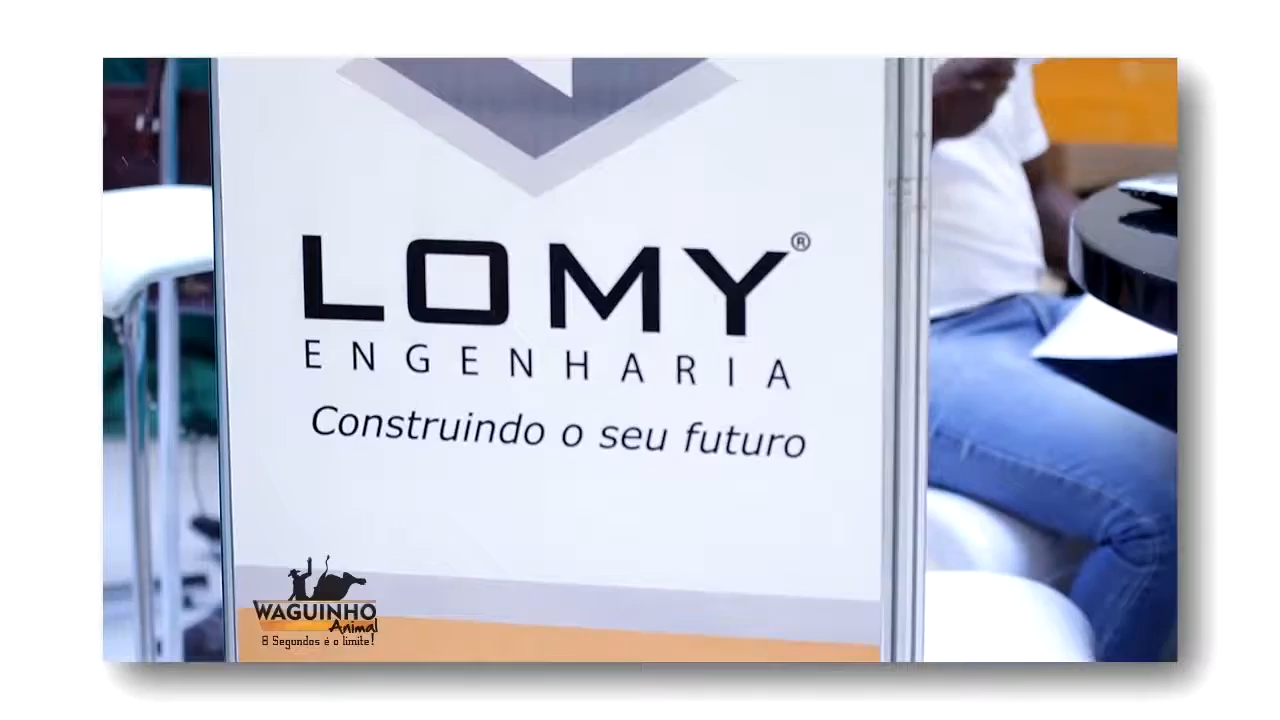 LOMY®
ENGENHARIA
Construindo o seu futuro
WAGUINHO
Animal
8 Segundos é o limite!